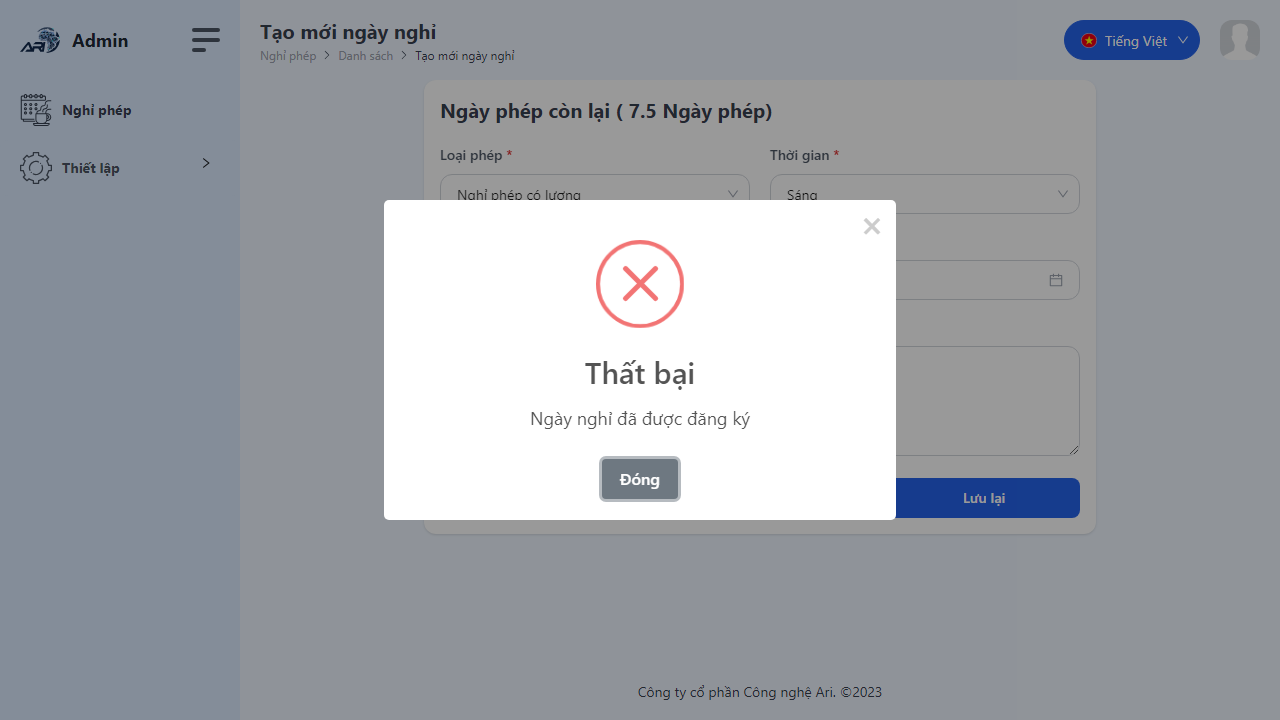 ARI
Admin
Nghỉ phép
Thiết lập
Tạo mới ngày nghỉ
Nghỉ phép > Danh sách > Tạo mới ngày nghỉ
Tiếng Việt
Ngày phép còn lại ( 7.5 Ngày phép)
Loại phép *
Thời gian *
Nghỉ phép có lương
Sáng
×
Thất bại
Ngày nghỉ đã được đăng ký
Đóng
Lưu lại
Công ty cổ phần Công nghệ Ari. ©2023